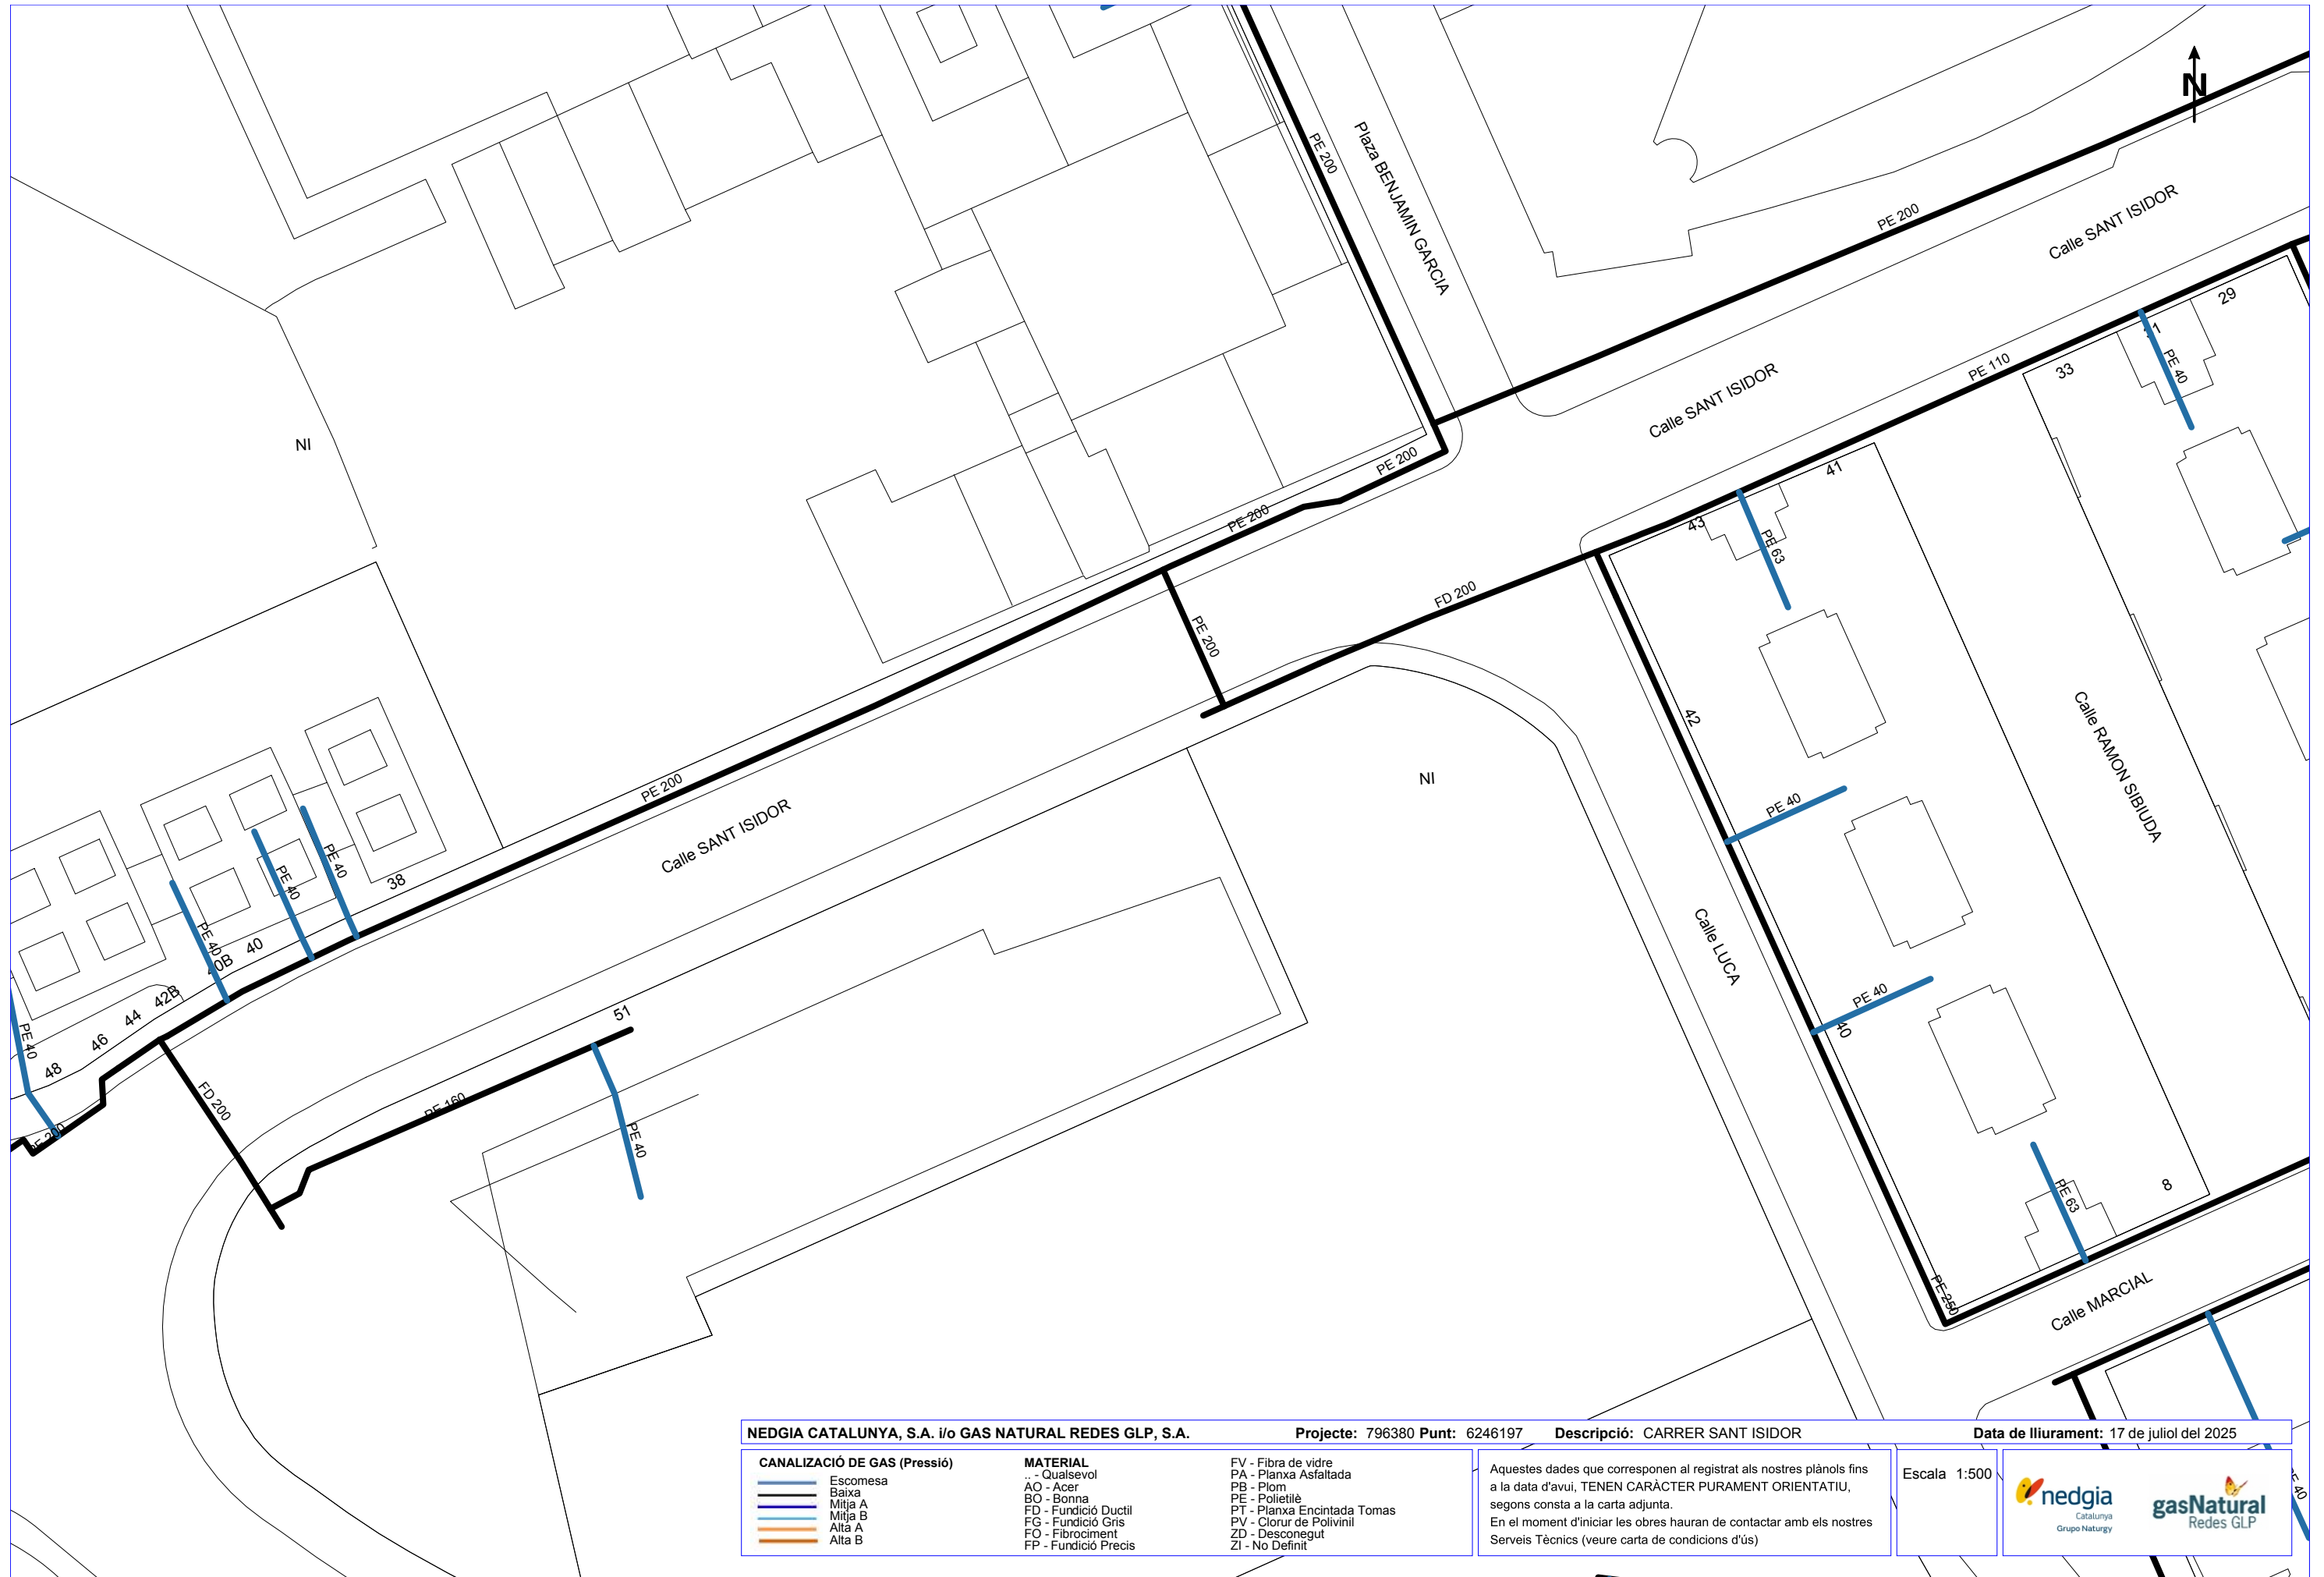 N
PE 200
Plaza BENJAMIN GARCIA
PE 200
Calle SANT ISIDOR
29
PE 110
33
PE 40
NI
Calle SANT ISIDOR
PE 200
41
43
PE 63
PE 200
FD 200
PE 200
42
Calle RAMON SIBIUDA
NI
PE 200
Calle SANT ISIDOR
PE 40
PE 40
PE 40
38
PE 40
40
PE 40
Calle LUCA
PE 40
40
42B
44
46
48
PE 40
51
FD 200
PE 160
PE 200
PE 40
8
PE 63
PE 250
Calle MARCIAL
NEDGIA CATALUNYA, S.A. i/o GAS NATURAL REDES GLP, S.A. Projecte: 796380 Punt: 6246197 Descripció: CARRER SANT ISIDOR Data de lliurament: 17 de juliol del 2025
CANALIZACIÓ DE GAS (Pressió)
Escomesa
Baixa
Mitja A
Mitja B
Alta A
Alta B
MATERIAL
.. - Qualsevol
AO - Acer
BO - Bonna
FD - Fundició Ductil
FG - Fundició Gris
FO - Fibrociment
FP - Fundició Precis
FV - Fibra de vidre
PA - Planxa Asfaltada
PB - Plom
PE - Polietilè
PT - Planxa Encintada Tomas
PV - Clorur de Polivinil
ZD - Desconegut
ZI - No Definit
Aquestes dades que corresponen al registrat als nostres plànols fins
a la data d'avui, TENEN CARÀCTER PURAMENT ORIENTATIU,
segons consta a la carta adjunta.
En el moment d'iniciar les obres hauran de contactar amb els nostres
Serveis Tècnics (veure carta de condicions d'ús)
Escala 1:500
nedgia
Catalunya
Grupo Naturgy
gasNatural
Redes GLP